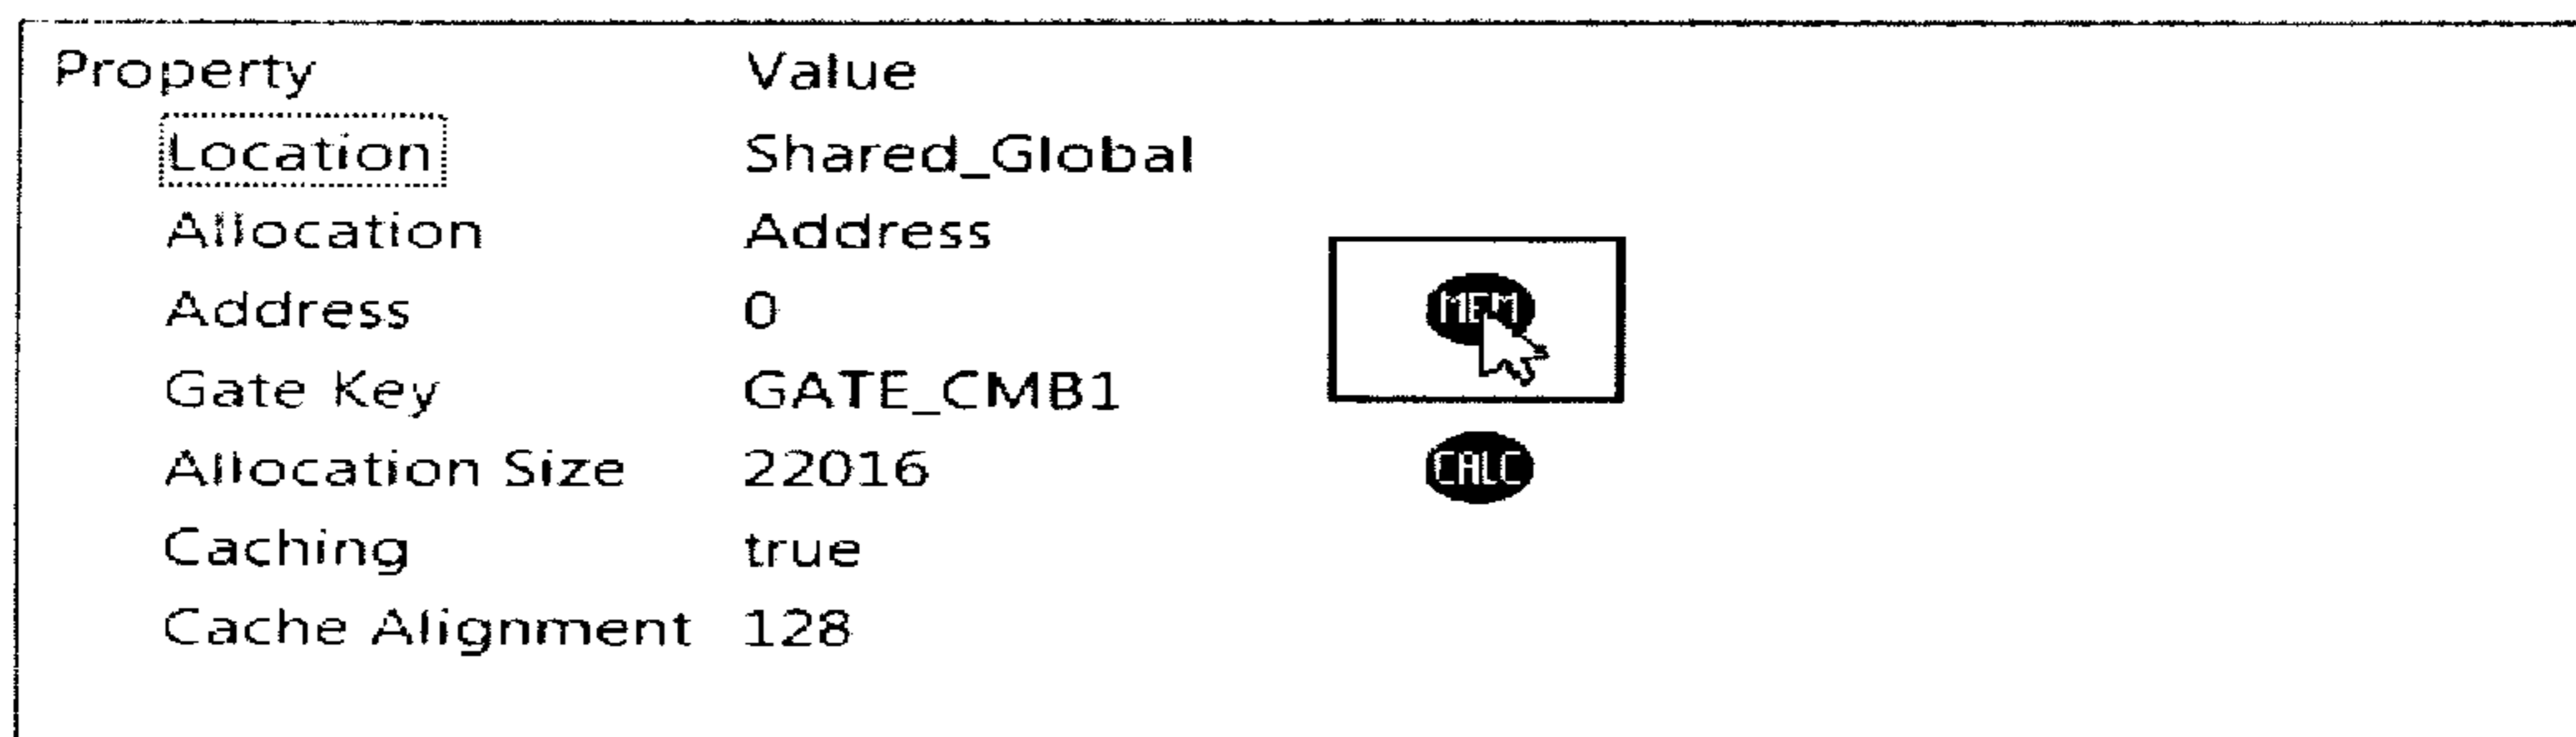 Property Value
Location Shared_Global
Allocation Address
Address 0 MEM
Gate Key GATE_CMB1
Allocation Size 22016 CALC
Caching true
Cache Alignment 128